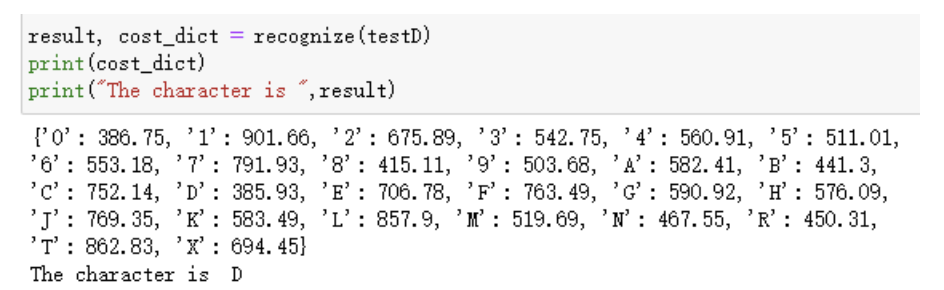 result, cost_dict = recognize(testD)
print(cost_dict)
print("The character is ",result)
{'0': 386.75, '1': 901.66, '2': 675.89, '3': 542.75, '4': 560.91, '5': 511.01,
'6': 553.18, '7': 791.93, '8': 415.11, '9': 503.68, 'A': 582.41, 'B': 441.3,
'C': 752.14, 'D': 385.93, 'E': 706.78, 'F': 763.49, 'G': 590.92, 'H': 576.09,
'J': 769.35, 'K': 583.49, 'L': 857.9, 'M': 519.69, 'N': 467.55, 'R': 450.31,
'T': 862.83, 'X': 694.45}
The character is  D